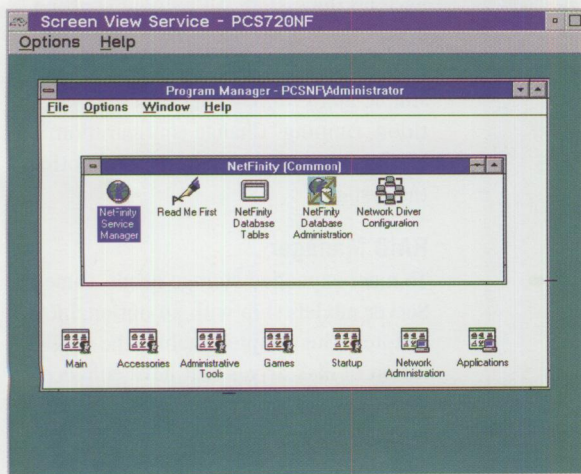 Screen View Service - PCS720NF
Options Help
Program Manager - PCSNF\Administrator
File Options Window Help
NetFinity (Common)
NetFinity Service Manager
Read Me First
NetFinity Database Tables
NetFinity Database Administration
Network Driver Configuration
Main
Accessories
Administrative Tools
Games
Startup
Network Admnistration
Applications